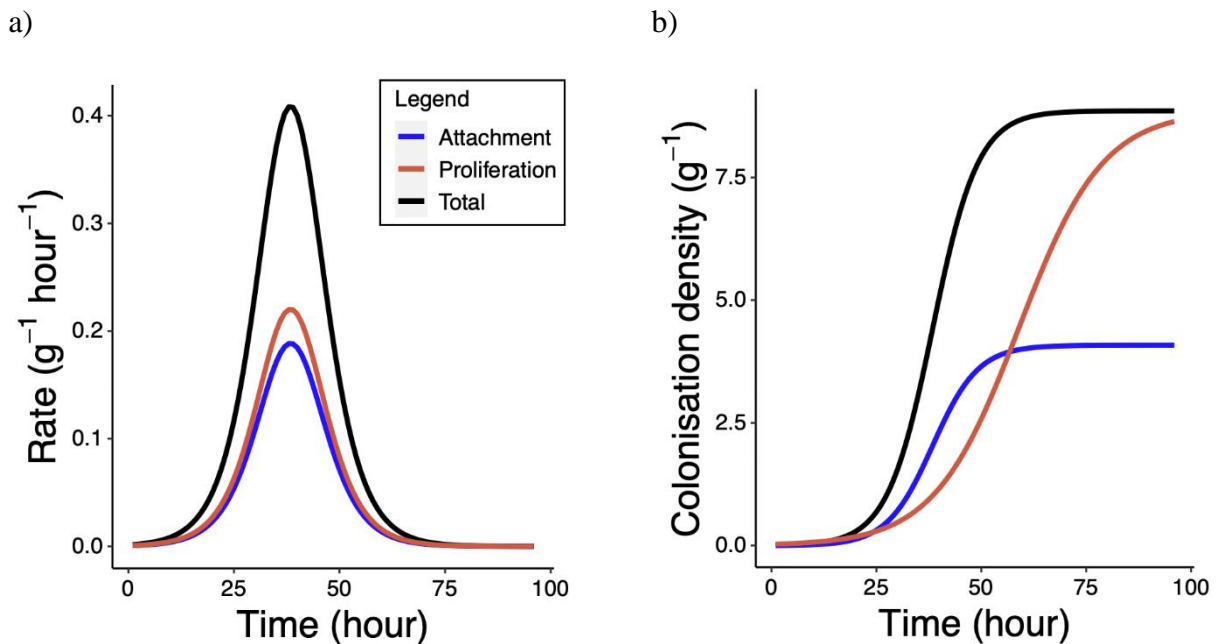 a)
Rate (g⁻¹ hour⁻¹)
0.4
0.3
0.2
0.1
0.0
0
25
50
75
100
Time (hour)
Legend
Attachment
Proliferation
Total
b)
Colonisation density (g⁻¹)
7.5
5.0
2.5
0.0
0
25
50
75
100
Time (hour)